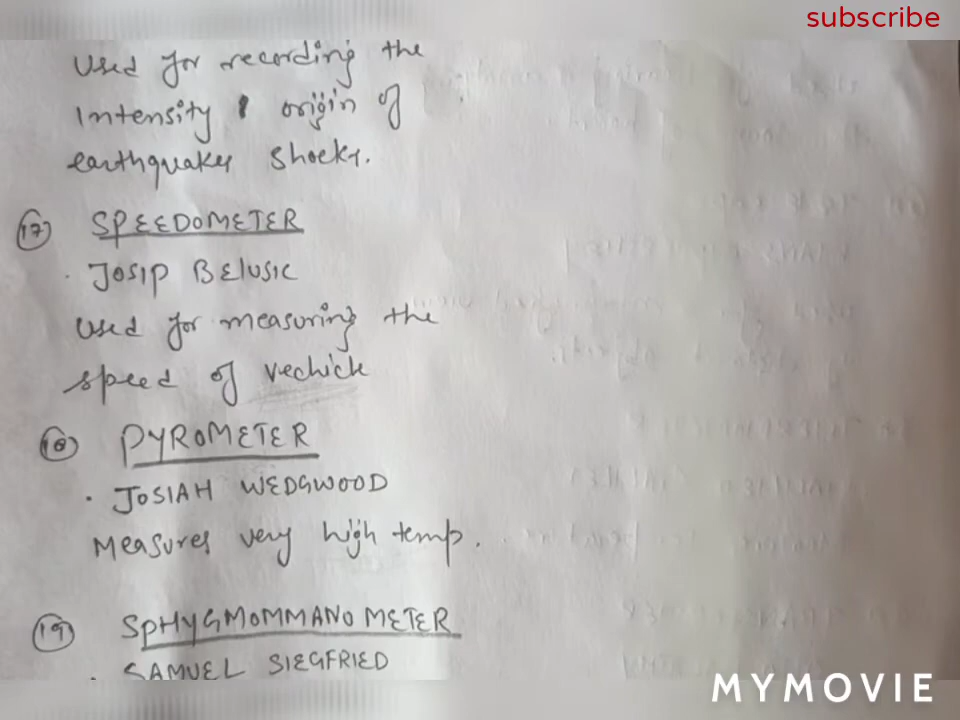 subscribe
Used for recording the
Intensity & origin of
earthquakes shocks.
17 SPEEDOMETER
. JOSIP BELUSIC
Used for measuring the
speed of vechicle
18 PYROMETER
. JOSIAH WEDGWOOD
Measures very high temp.
19 SPHYGMOMMANOMETER
. SAMUEL SIEGFRIED
MYMOVIE